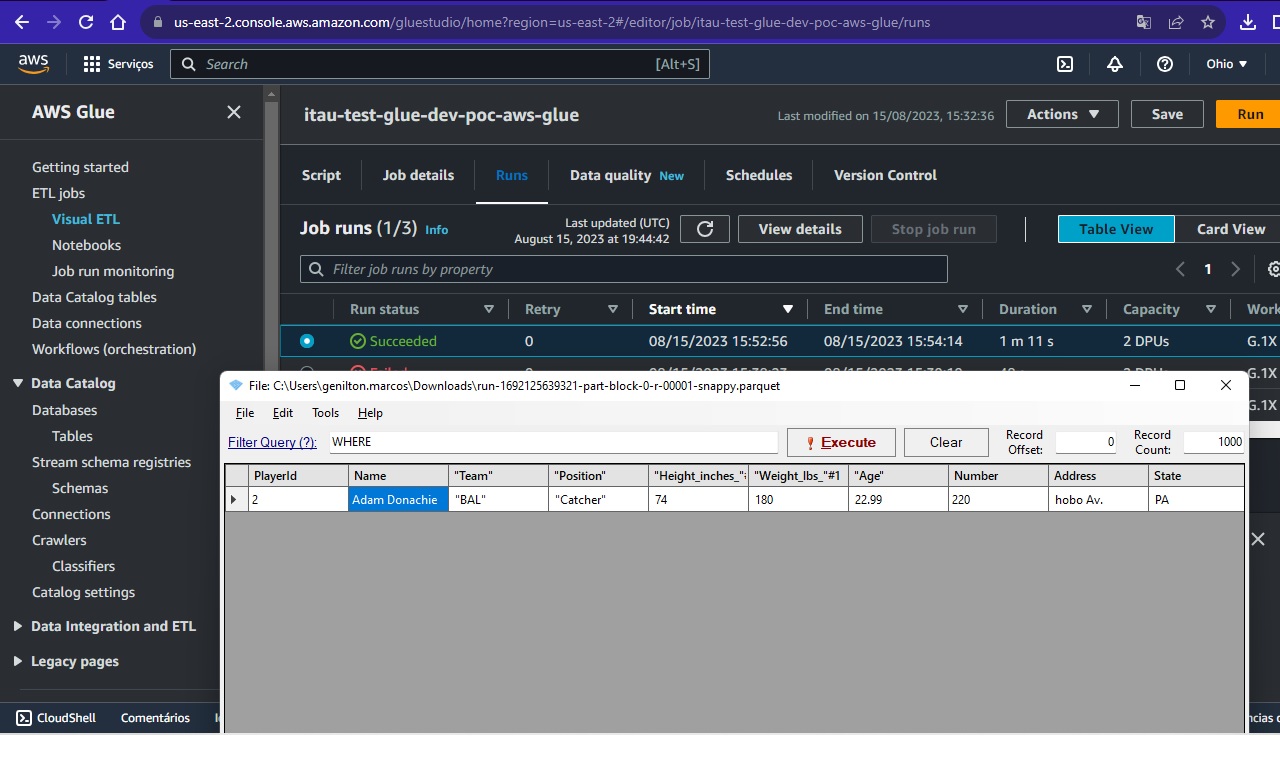 us-east-2.console.aws.amazon.com/gluestudio/home?region=us-east-2#/editor/job/itau-test-glue-dev-poc-aws-glue/runs
aws Serviços Search [Alt+S] Ohio
AWS Glue
Getting started
ETL jobs
Visual ETL
Notebooks
Job run monitoring
Data Catalog tables
Data connections
Workflows (orchestration)
Data Catalog
Databases
Tables
Stream schema registries
Schemas
Connections
Crawlers
Classifiers
Catalog settings
Data Integration and ETL
Legacy pages
itau-test-glue-dev-poc-aws-glue Last modified on 15/08/2023, 15:32:36 Actions Save Run
Script Job details Runs Data quality New Schedules Version Control
Job runs (1/3) Info Last updated (UTC) August 15, 2023 at 19:44:42 View details Stop job run Table View Card View
Filter job runs by property 1
Run status Retry Start time End time Duration Capacity Work
Succeeded 0 08/15/2023 15:52:56 08/15/2023 15:54:14 1 m 11 s 2 DPUs G.1X
Failed G.1X
G.1X
File: C:\Users\genilton.marcos\Downloads\run-1692125639321-part-block-0-r-00001-snappy.parquet
File Edit Tools Help
Filter Query (?): WHERE Execute Clear Record Offset: 0 Record Count: 1000
PlayerId Name "Team" "Position" "Height_inches_" "Weight_lbs_"#1 "Age" Number Address State
2 Adam Donachie "BAL" "Catcher" 74 180 22.99 220 hobo Av. PA
CloudShell Comentários